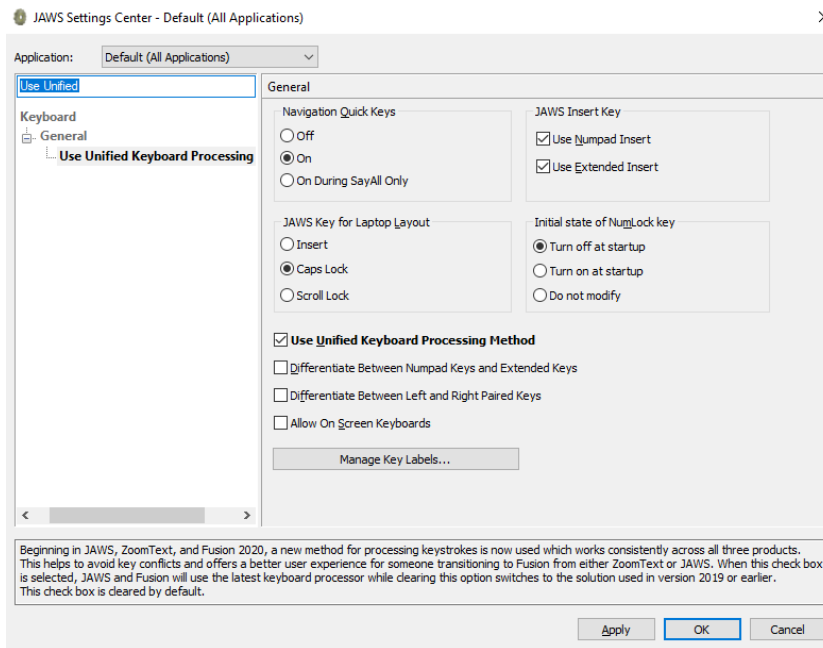 JAWS Settings Center - Default (All Applications)
Application:
Default (All Applications)
Use Unified
Keyboard
General
Use Unified Keyboard Processing
General
Navigation Quick Keys
Off
On
On During SayAll Only
JAWS Insert Key
Use Numpad Insert
Use Extended Insert
JAWS Key for Laptop Layout
Insert
Caps Lock
Scroll Lock
Initial state of NumLock key
Turn off at startup
Turn on at startup
Do not modify
Use Unified Keyboard Processing Method
Differentiate Between Numpad Keys and Extended Keys
Differentiate Between Left and Right Paired Keys
Allow On Screen Keyboards
Manage Key Labels...
Beginning in JAWS, ZoomText, and Fusion 2020, a new method for processing keystrokes is now used which works consistently across all three products.
This helps to avoid key conflicts and offers a better user experience for someone transitioning to Fusion from either ZoomText or JAWS. When this check box
is selected, JAWS and Fusion will use the latest keyboard processor while clearing this option switches to the solution used in version 2019 or earlier.
This check box is cleared by default.
Apply
OK
Cancel